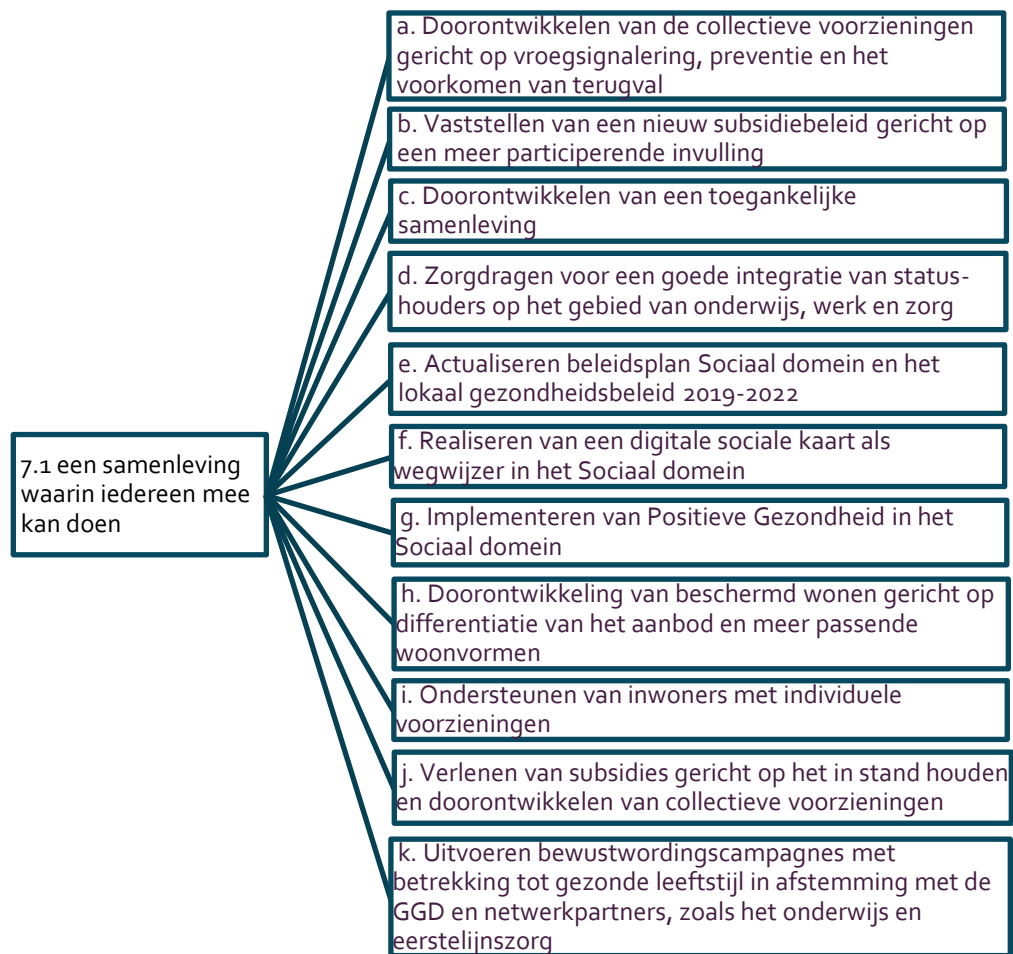 a. Doorontwikkelen van de collectieve voorzieningen
gericht op vroegsignalering, preventie en het
voorkomen van terugval
b. Vaststellen van een nieuw subsidiebeleid gericht op
een meer participerende invulling
c. Doorontwikkelen van een toegankelijke
samenleving
d. Zorgdragen voor een goede integratie van status-
houders op het gebied van onderwijs, werk en zorg
e. Actualiseren beleidsplan Sociaal domein en het
lokaal gezondheidsbeleid 2019-2022
7.1 een samenleving
waarin iedereen mee
kan doen
f. Realiseren van een digitale sociale kaart als
wegwijzer in het Sociaal domein
g. Implementeren van Positieve Gezondheid in het
Sociaal domein
h. Doorontwikkeling van beschermd wonen gericht op
differentiatie van het aanbod en meer passende
woonvormen
i. Ondersteunen van inwoners met individuele
voorzieningen
j. Verlenen van subsidies gericht op het in stand houden
en doorontwikkelen van collectieve voorzieningen
k. Uitvoeren bewustwordingscampagnes met
betrekking tot gezonde leeftstijl in afstemming met de
GGD en netwerkpartners, zoals het onderwijs en
eerstelijnszorg